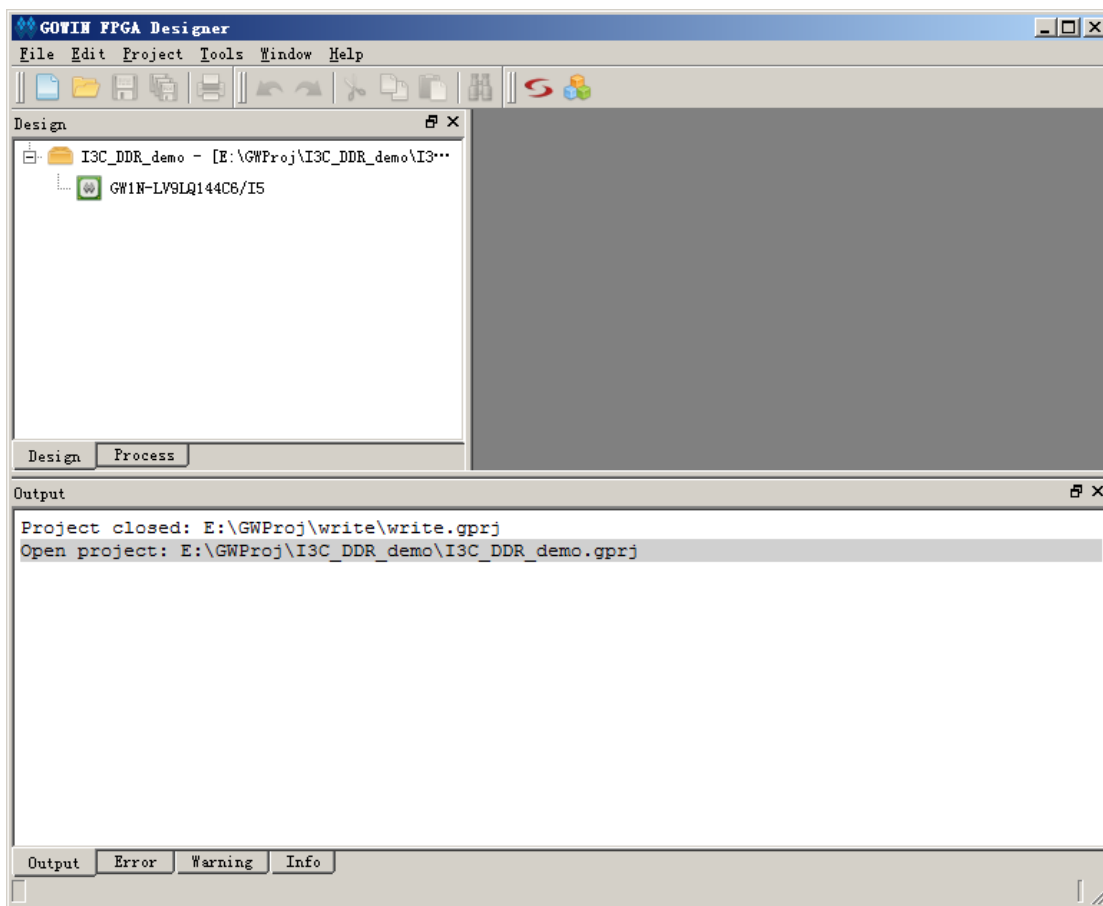 GOWIN FPGA Designer
File Edit Project Tools Window Help
Design
I3C_DDR_demo - [E:\GWProj\I3C_DDR_demo\I3···
GW1N-LV9LQ144C6/I5
Design Process
Output
Project closed: E:\GWProj\write\write.gprj
Open project: E:\GWProj\I3C_DDR_demo\I3C_DDR_demo.gprj
Output Error Warning Info